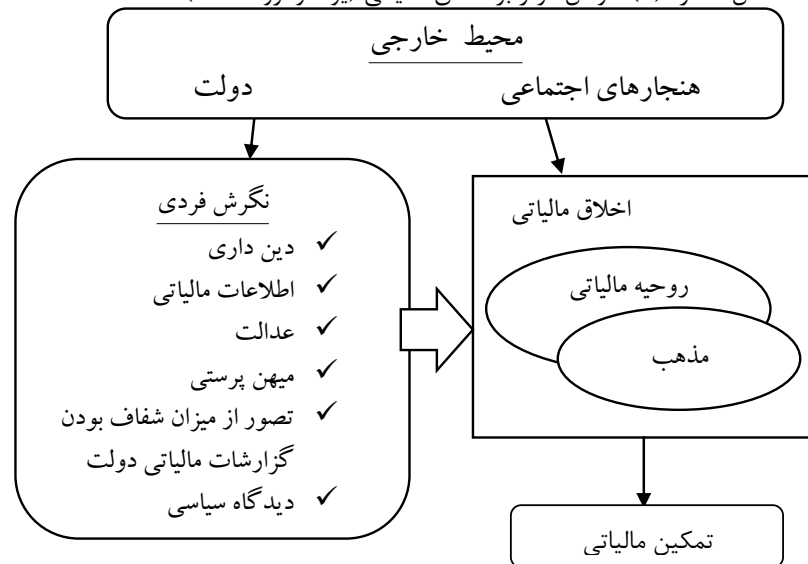 محیط خارجی
هنجارهای اجتماعی
دولت
نگرش فردی
✓ دین داری
✓ اطلاعات مالیاتی
✓ عدالت
✓ میهن پرستی
✓ تصور از میزان شفاف بودن
گزارشات مالیاتی دولت
✓ دیدگاه سیاسی
اخلاق مالیاتی
روحیه مالیاتی
مذهب
تمکین مالیاتی